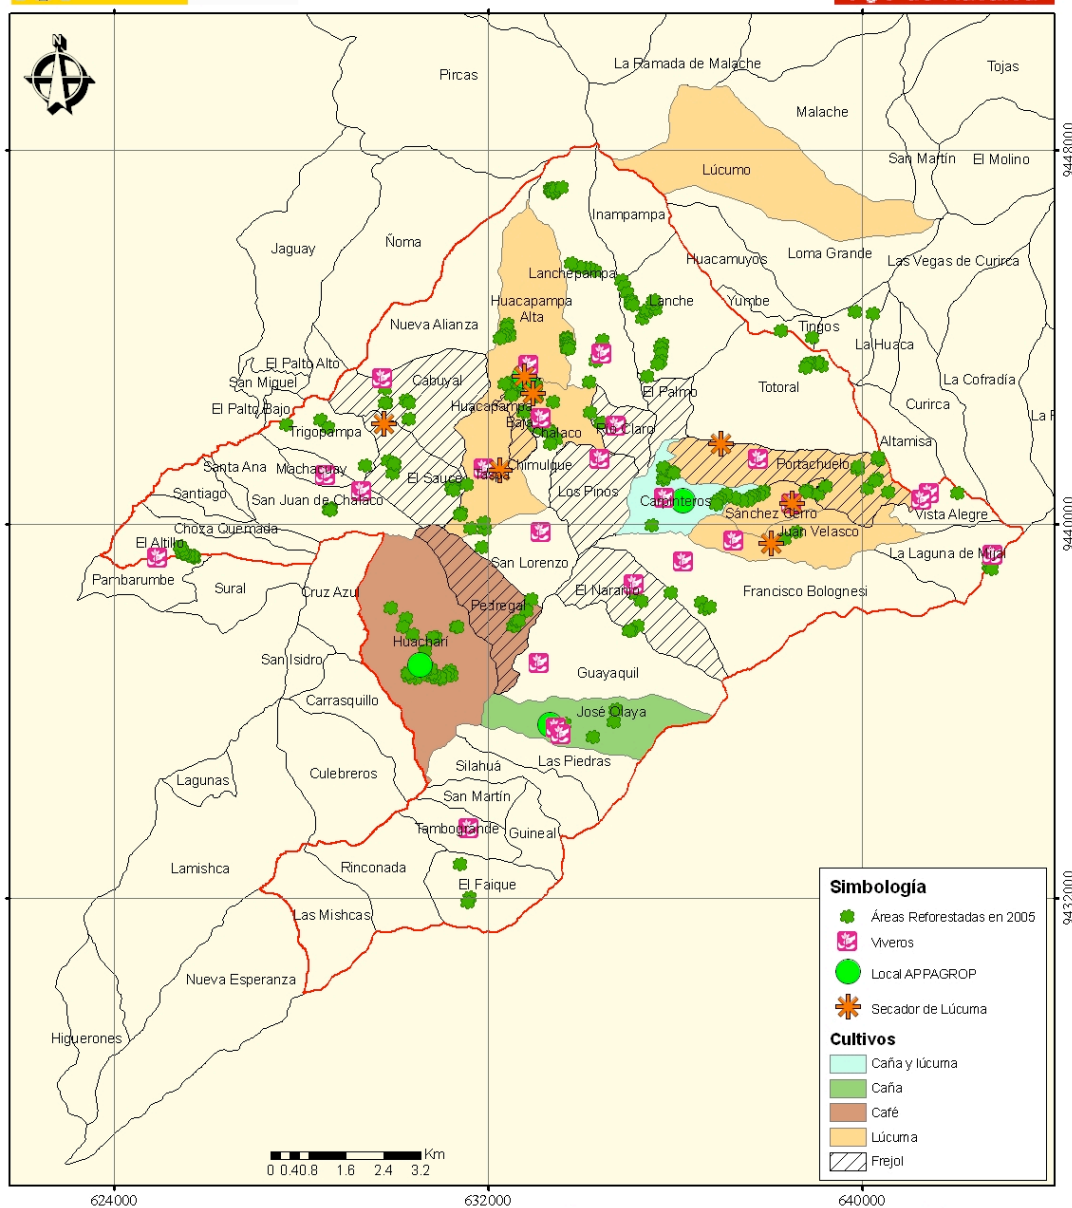 N
Pircas
La Ramada de Malache
Tojas
Malache
San Martín
El Molino
9448000
Lúcumo
Inampampa
Jaguay
Ñoma
Huacamuyos
Loma Grande
Las Vegas de Curirca
Lanchepampa
Huacapampa
Alta
Lanche
Yumbe
Nueva Alianza
Tingos
La Huaca
El Palto Alto
San Miguel
Cabuyal
El Palmo
Totoral
La Cofradía
El Palto Bajo
Huacapampa
Baja
Curirca
Trigopampa
Chalaco
Rio Claro
Altamisa
Santa Ana
Machacuay
El Sauce
Chimulque
Portachuelo
Santiago
San Juan de Chalaco
Los Pinos
Caminteros
Sánchez Cerro
Vista Alegre
9440000
Choza Quemada
Juan Velasco
El Altillo
La Laguna de Mijal
Pambarumbe
Sural
Cruz Azul
San Lorenzo
El Naranjo
Francisco Bolognesi
Pedregal
Huacharí
San Isidro
Guayaquil
Carrasquillo
José Olaya
Lagunas
Culebreros
Silahuá
Las Piedras
San Martín
Tambogrande
Guineal
Lamishca
Rinconada
El Faique
Las Mishcas
9432000
Nueva Esperanza
Higuerones
Simbología
Áreas Reforestadas en 2005
Viveros
Local APPAGROP
Secador de Lúcuma
Cultivos
Caña y lúcuma
Caña
Café
Lúcuma
Frejol
Km
0 0.4 0.8 1.6 2.4 3.2
624000
632000
640000